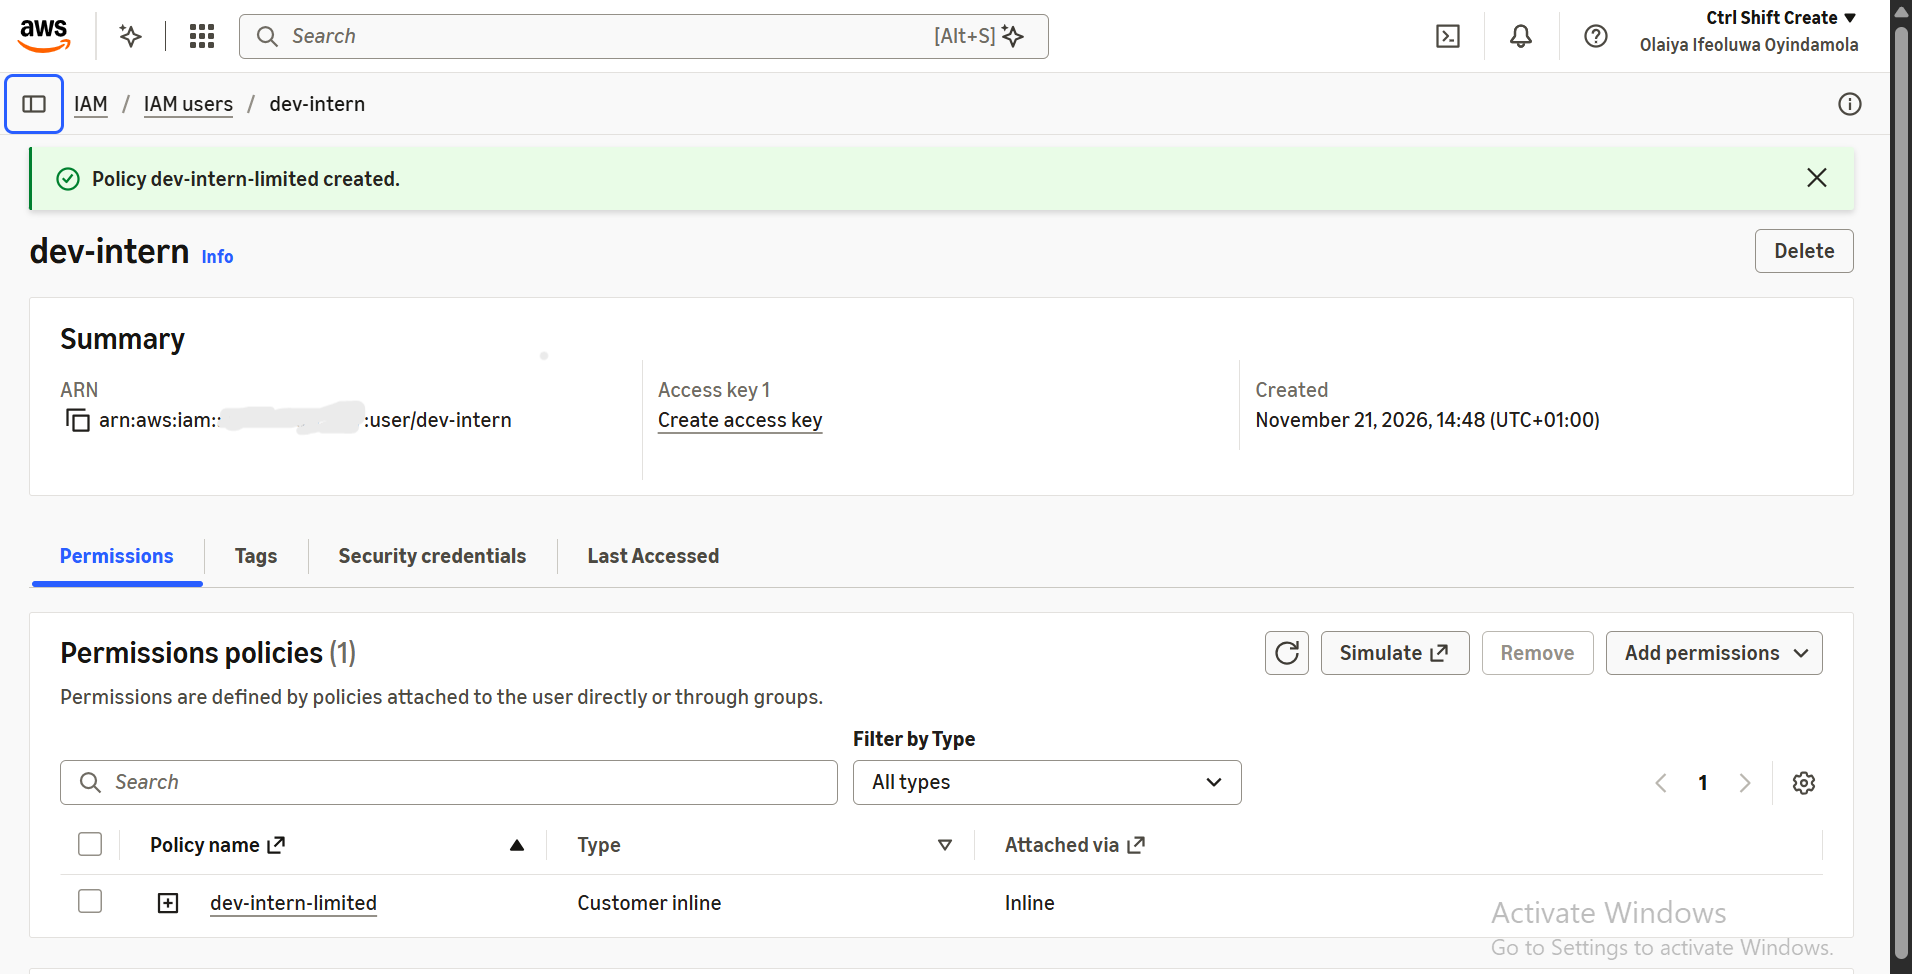 aws
Search [Alt+S]
Ctrl Shift Create
Olaiya Ifeoluwa Oyindamola
IAM / IAM users / dev-intern
Policy dev-intern-limited created.
dev-intern Info
Delete
Summary
ARN
arn:aws:iam:: :user/dev-intern
Access key 1
Create access key
Created
November 21, 2026, 14:48 (UTC+01:00)
Permissions Tags Security credentials Last Accessed
Permissions policies (1)
Simulate Remove Add permissions
Permissions are defined by policies attached to the user directly or through groups.
Filter by Type
Search All types 1
Policy name Type Attached via
dev-intern-limited Customer inline Inline
Activate Windows
Go to Settings to activate Windows.